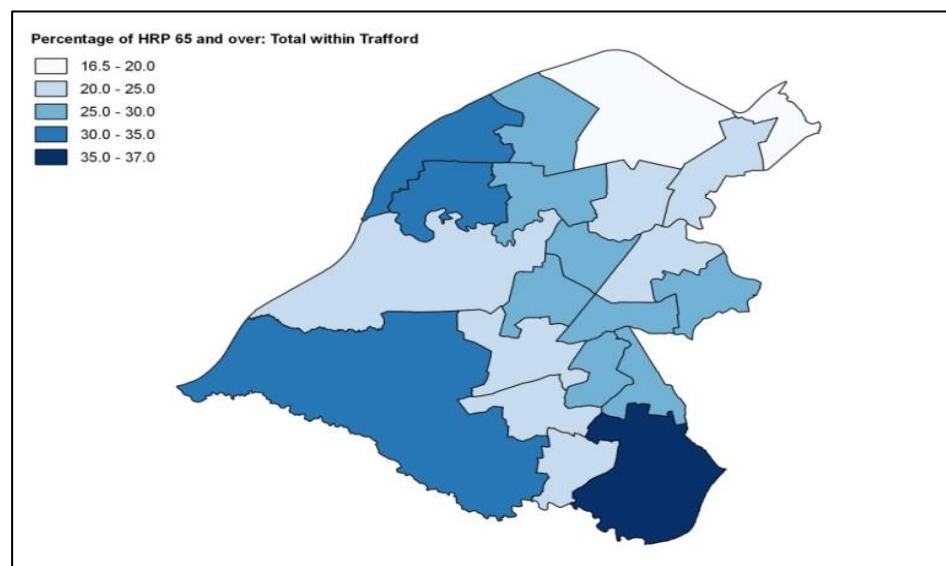 Percentage of HRP 65 and over: Total within Trafford
16.5 - 20.0
20.0 - 25.0
25.0 - 30.0
30.0 - 35.0
35.0 - 37.0